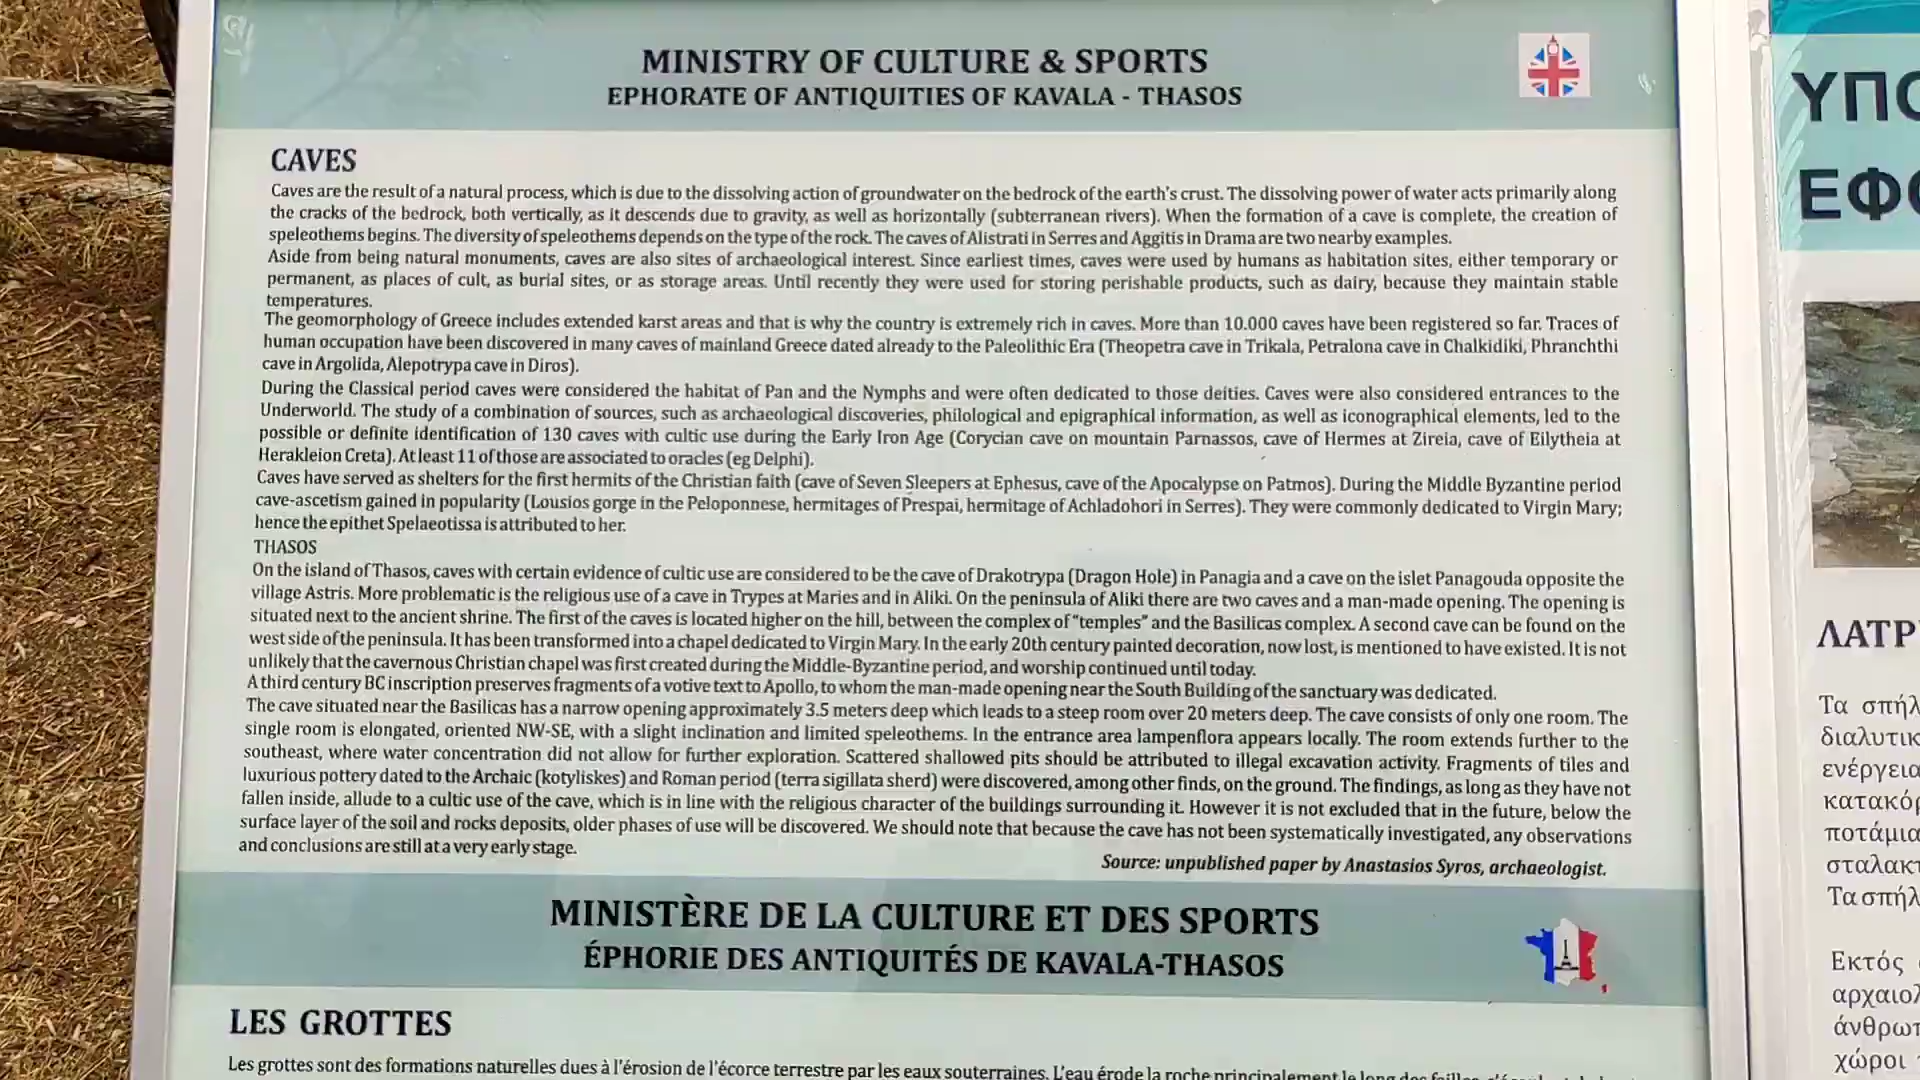 MINISTRY OF CULTURE & SPORTS
EPHORATE OF ANTIQUITIES OF KAVALA - THASOS
CAVES
Caves are the result of a natural process, which is due to the dissolving action of groundwater on the bedrock of the earth's crust. The dissolving power of water acts primarily along
the cracks of the bedrock, both vertically, as it descends due to gravity, as well as horizontally (subterranean rivers). When the formation of a cave is complete, the creation of
speleothems begins. The diversity of speleothems depends on the type of the rock. The caves of Alistrati in Serres and Aggitis in Drama are two nearby examples.
Aside from being natural monuments, caves are also sites of archaeological interest. Since earliest times, caves were used by humans as habitation sites, either temporary or
permanent, as places of cult, as burial sites, or as storage areas. Until recently they were used for storing perishable products, such as dairy, because they maintain stable
temperatures.
The geomorphology of Greece includes extended karst areas and that is why the country is extremely rich in caves. More than 10.000 caves have been registered so far. Traces of
human occupation have been discovered in many caves of mainland Greece dated already to the Paleolithic Era (Theopetra cave in Trikala, Petralona cave in Chalkidiki, Phranchthi
cave in Argolida, Alepotrypa cave in Diros).
During the Classical period caves were considered the habitat of Pan and the Nymphs and were often dedicated to those deities. Caves were also considered entrances to the
Underworld. The study of a combination of sources, such as archaeological discoveries, philological and epigraphical information, as well as iconographical elements, led to the
possible or definite identification of 130 caves with cultic use during the Early Iron Age (Corycian cave on mountain Parnassos, cave of Hermes at Zireia, cave of Eilytheia at
Herakleion Creta). At least 11 of those are associated to oracles (eg Delphi).
Caves have served as shelters for the first hermits of the Christian faith (cave of Seven Sleepers at Ephesus, cave of the Apocalypse on Patmos). During the Middle Byzantine period
cave-ascetism gained in popularity (Lousios gorge in the Peloponnese, hermitages of Prespai, hermitage of Achladohori in Serres). They were commonly dedicated to Virgin Mary;
hence the epithet Spelaeotissa is attributed to her.
THASOS
On the island of Thasos, caves with certain evidence of cultic use are considered to be the cave of Drakotrypa (Dragon Hole) in Panagia and a cave on the islet Panagouda opposite the
village Astris. More problematic is the religious use of a cave in Trypes at Maries and in Aliki. On the peninsula of Aliki there are two caves and a man-made opening. The opening is
situated next to the ancient shrine. The first of the caves is located higher on the hill, between the complex of "temples" and the Basilicas complex. A second cave can be found on the
west side of the peninsula. It has been transformed into a chapel dedicated to Virgin Mary. In the early 20th century painted decoration, now lost, is mentioned to have existed. It is not
unlikely that the cavernous Christian chapel was first created during the Middle-Byzantine period, and worship continued until today.
A third century BC inscription preserves fragments of a votive text to Apollo, to whom the man-made opening near the South Building of the sanctuary was dedicated.
The cave situated near the Basilicas has a narrow opening approximately 3.5 meters deep which leads to a steep room over 20 meters deep. The cave consists of only one room. The
single room is elongated, oriented NW-SE, with a slight inclination and limited speleothems. In the entrance area lampenflora appears locally. The room extends further to the
southeast, where water concentration did not allow for further exploration. Scattered shallowed pits should be attributed to illegal excavation activity. Fragments of tiles and
luxurious pottery dated to the Archaic (kotyliskes) and Roman period (terra sigillata sherd) were discovered, among other finds, on the ground. The findings, as long as they have not
fallen inside, allude to a cultic use of the cave, which is in line with the religious character of the buildings surrounding it. However it is not excluded that in the future, below the
surface layer of the soil and rocks deposits, older phases of use will be discovered. We should note that because the cave has not been systematically investigated, any observations
and conclusions are still at a very early stage.
Source: unpublished paper by Anastasios Syros, archaeologist.
MINISTÈRE DE LA CULTURE ET DES SPORTS
ÉPHORIE DES ANTIQUITÉS DE KAVALA-THASOS
LES GROTTES
Les grottes sont des formations naturelles dues à l'érosion de l'écorce terrestre par les eaux souterraines. L'eau érode la roche principalement le long des
ΥΠΟ
ΕΦΟ
ΛΑΤΡ
Τα σπήλ
διαλυτικ
ενέργεια
κατακόρ
ποτάμια
σταλακτ
Τα σπήλ
Εκτός
αρχαιολ
άνθρωπ
χώροι